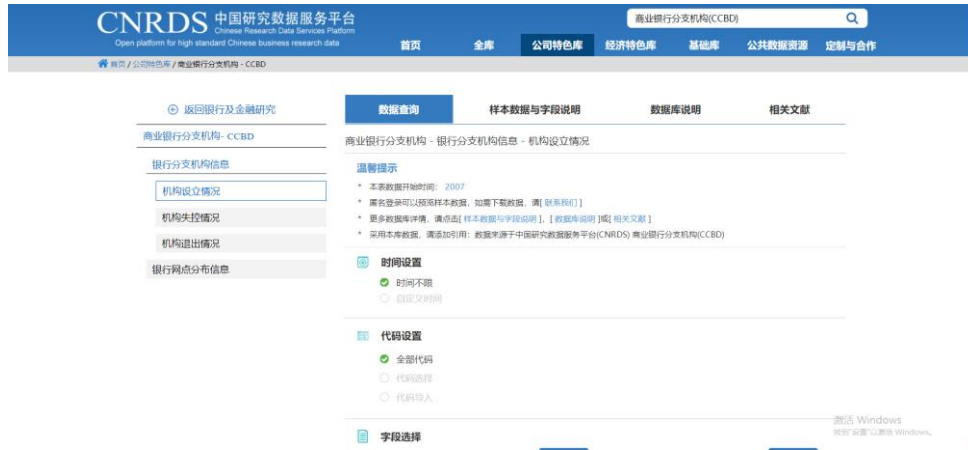 CNRDS 中国研究数据服务平台
Chinese Research Data Services Platform
Open platform for high standard Chinese business research data
商业银行分支机构(CCBD)
首页 全库 公司特色库 经济特色库 基础库 公共数据资源 定制与合作
首页 / 公司特色库 / 商业银行分支机构 - CCBD
返回银行及金融研究
商业银行分支机构- CCBD
银行分支机构信息
机构设立情况
机构失控情况
机构退出情况
银行网点分布信息
数据查询 样本数据与字段说明 数据库说明 相关文献
商业银行分支机构 - 银行分支机构信息 - 机构设立情况
温馨提示
* 本表数据开始时间: 2007
* 匿名登录可以预览样本数据, 如需下载数据, 请[ 联系我们 ]
* 更多数据库详情, 请点击[ 样本数据与字段说明 ], [ 数据库说明 ]或[ 相关文献 ]
* 采用本库数据, 请添加引用: 数据来源于中国研究数据服务平台(CNRDS) 商业银行分支机构(CCBD)
时间设置
时间不限
自定义时间
代码设置
全部代码
代码选择
代码导入
字段选择
激活 Windows
转到"设置"以激活 Windows。